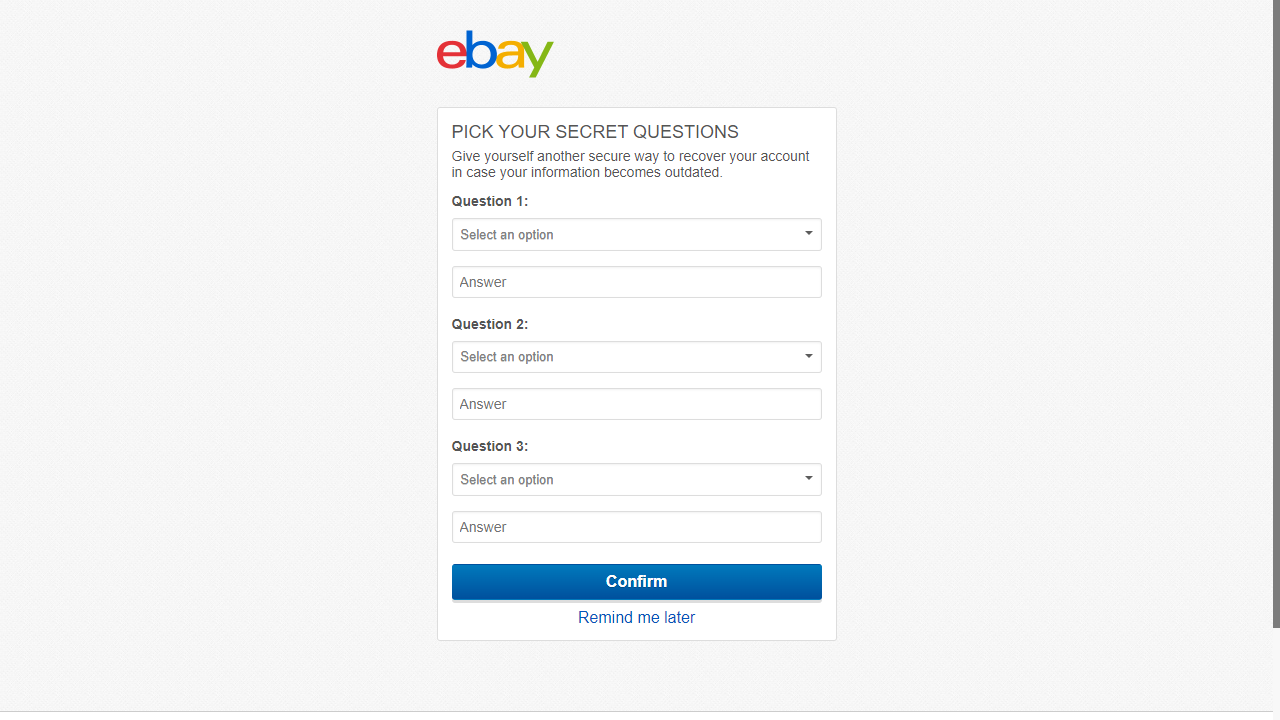 ebay
PICK YOUR SECRET QUESTIONS
Give yourself another secure way to recover your account
in case your information becomes outdated.
Question 1:
Select an option
Answer
Question 2:
Select an option
Answer
Question 3:
Select an option
Answer
Confirm
Remind me later